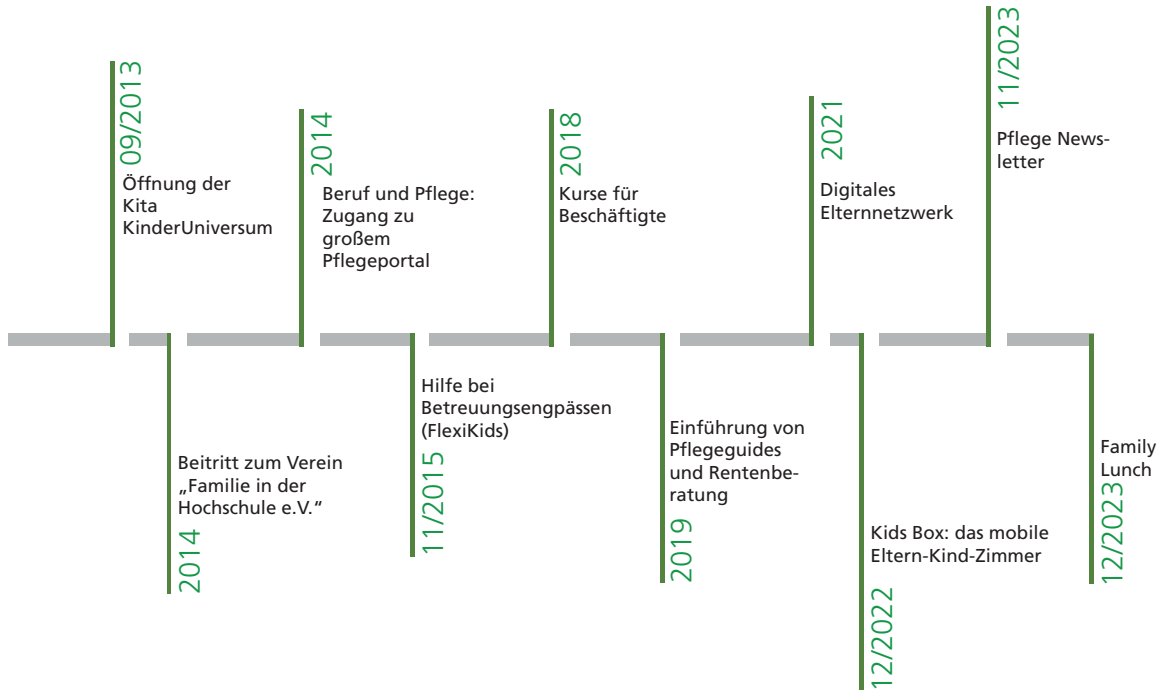 09/2013
Öffnung der
Kita
KinderUniversum
2014
Beitritt zum Verein
„Familie in der
Hochschule e.V.“
2014
Beruf und Pflege:
Zugang zu
großem
Pflegeportal
11/2015
Hilfe bei
Betreuungsengpässen
(FlexiKids)
2018
Kurse für
Beschäftigte
2019
Einführung von
Pflegeguides
und Rentenbe-
ratung
2021
Digitales
Elternnetzwerk
12/2022
Kids Box: das mobile
Eltern-Kind-Zimmer
11/2023
Pflege News-
letter
12/2023
Family
Lunch